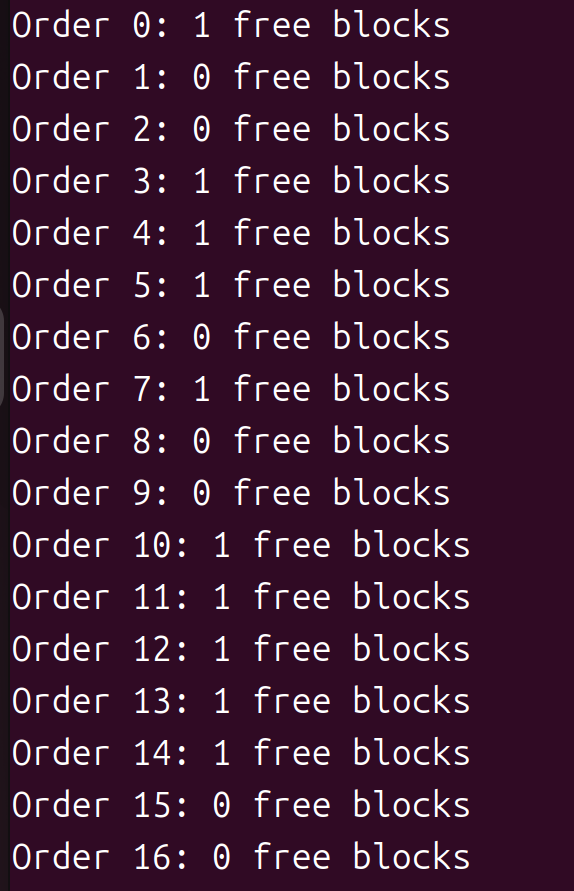 Order 0: 1 free blocks
Order 1: 0 free blocks
Order 2: 0 free blocks
Order 3: 1 free blocks
Order 4: 1 free blocks
Order 5: 1 free blocks
Order 6: 0 free blocks
Order 7: 1 free blocks
Order 8: 0 free blocks
Order 9: 0 free blocks
Order 10: 1 free blocks
Order 11: 1 free blocks
Order 12: 1 free blocks
Order 13: 1 free blocks
Order 14: 1 free blocks
Order 15: 0 free blocks
Order 16: 0 free blocks